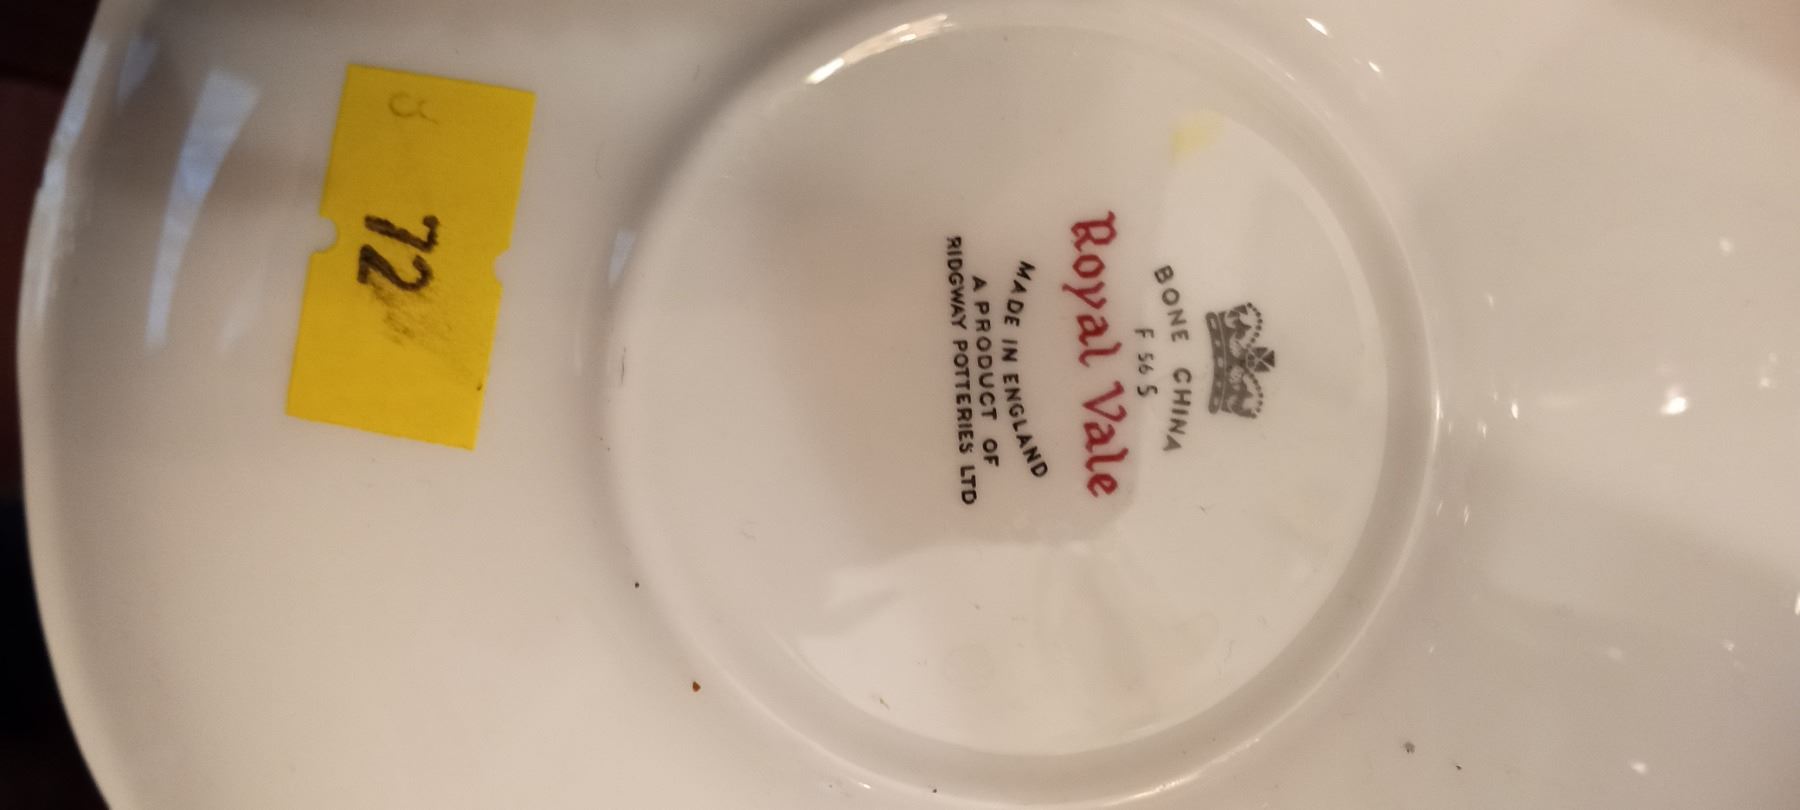 BONE CHINA
F 56 S
Royal Vale
MADE IN ENGLAND
A PRODUCT OF
RIDGWAY POTTERIES LTD
72